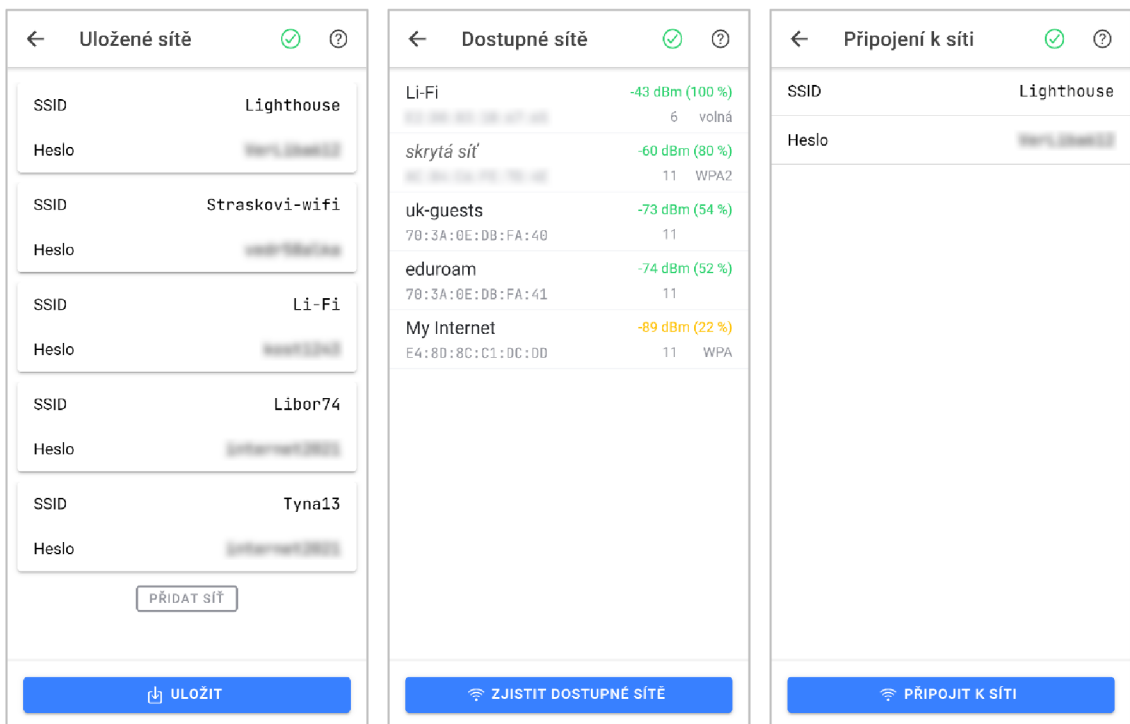 Uložené sítě
SSID Lighthouse
Heslo
SSID Straskovi-wifi
Heslo
SSID Li-Fi
Heslo
SSID Libor74
Heslo
SSID Tyna13
Heslo
PŘIDAT SÍŤ
ULOŽIT
Dostupné sítě
Li-Fi -43 dBm (100 %)
6 volná
skrytá síť -60 dBm (80 %)
11 WPA2
uk-guests -73 dBm (54 %)
70:3A:0E:DB:FA:40 11
eduroam -74 dBm (52 %)
70:3A:0E:DB:FA:41 11
My Internet -89 dBm (22 %)
E4:8D:8C:C1:DC:DD 11 WPA
ZJISTIT DOSTUPNÉ SÍTĚ
Připojení k síti
SSID Lighthouse
Heslo
PŘIPOJIT K SÍTI